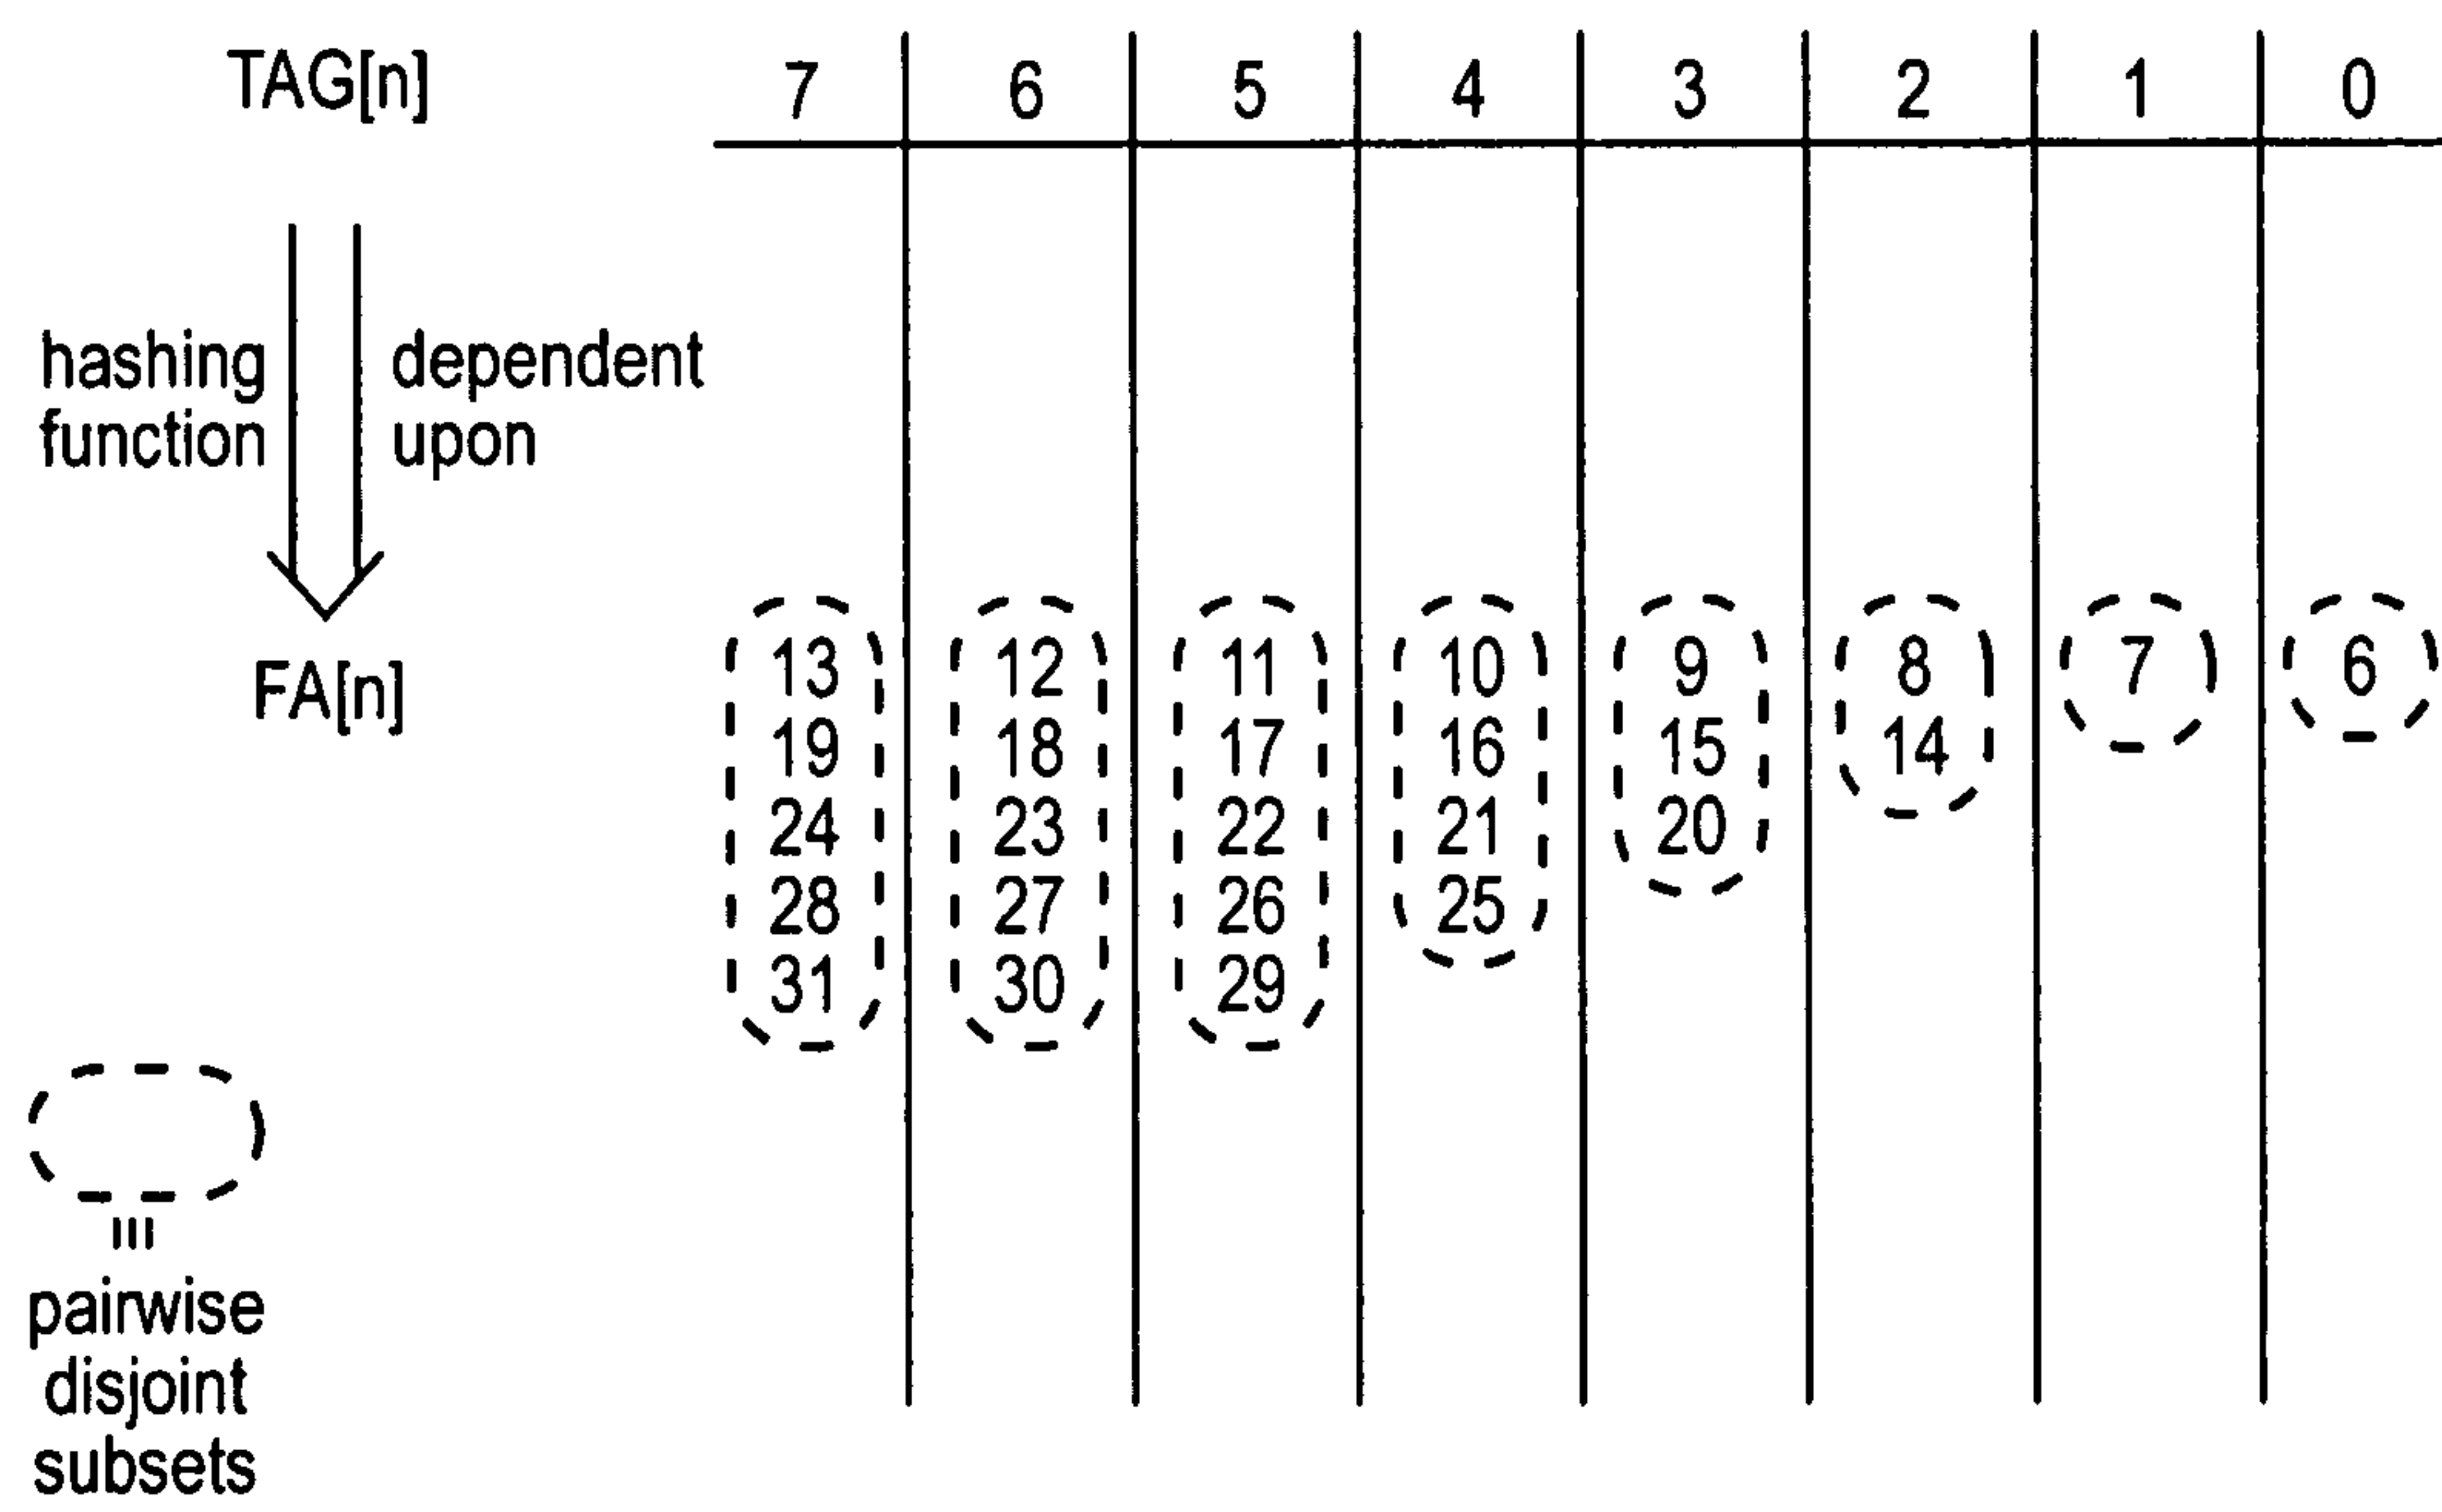 TAG[n] 7 6 5 4 3 2 1 0
hashing dependent
function upon
FA[n] 13 12 11 10 9 8 7 6
19 18 17 16 15 14
24 23 22 21 20
28 27 26 25
31 30 29
pairwise
disjoint
subsets